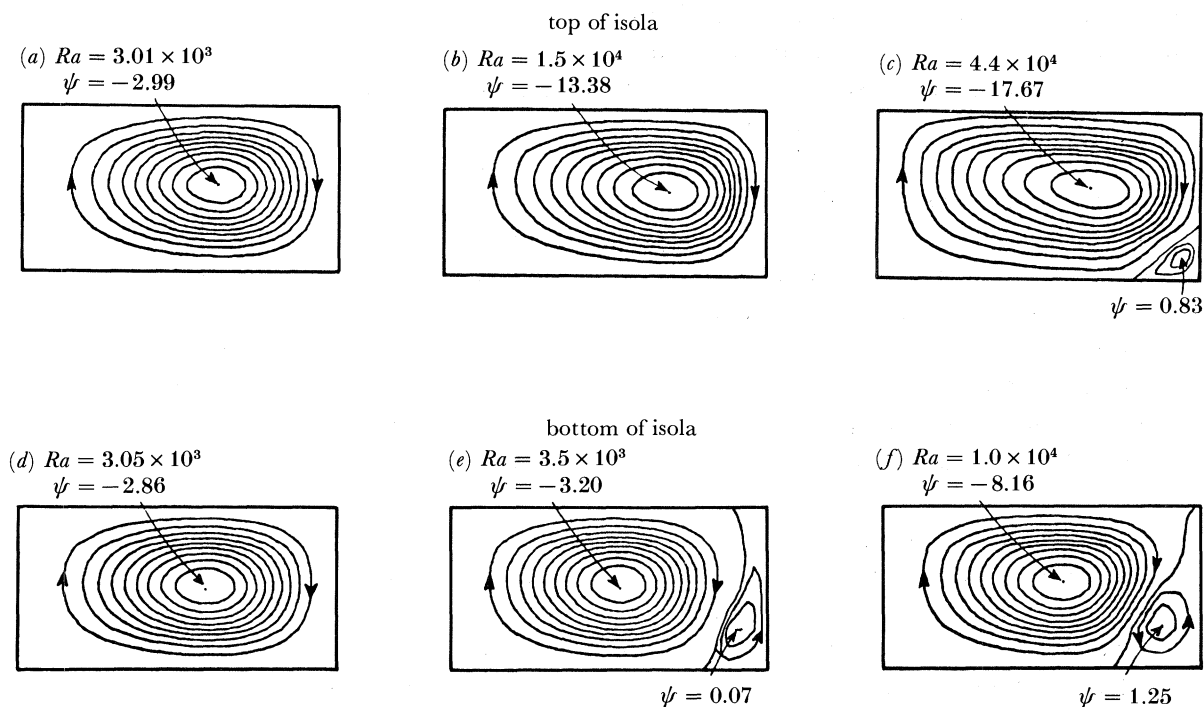 top of isola
(a) Ra = 3.01 × 10³
ψ = −2.99
(b) Ra = 1.5 × 10⁴
ψ = −13.38
(c) Ra = 4.4 × 10⁴
ψ = −17.67
ψ = 0.83
bottom of isola
(d) Ra = 3.05 × 10³
ψ = −2.86
(e) Ra = 3.5 × 10³
ψ = −3.20
(f) Ra = 1.0 × 10⁴
ψ = −8.16
ψ = 0.07
ψ = 1.25